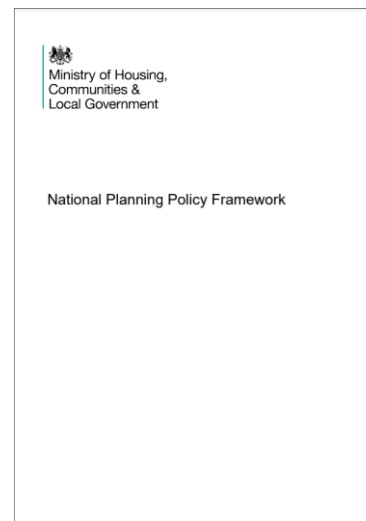 Ministry of Housing,
Communities &
Local Government
National Planning Policy Framework